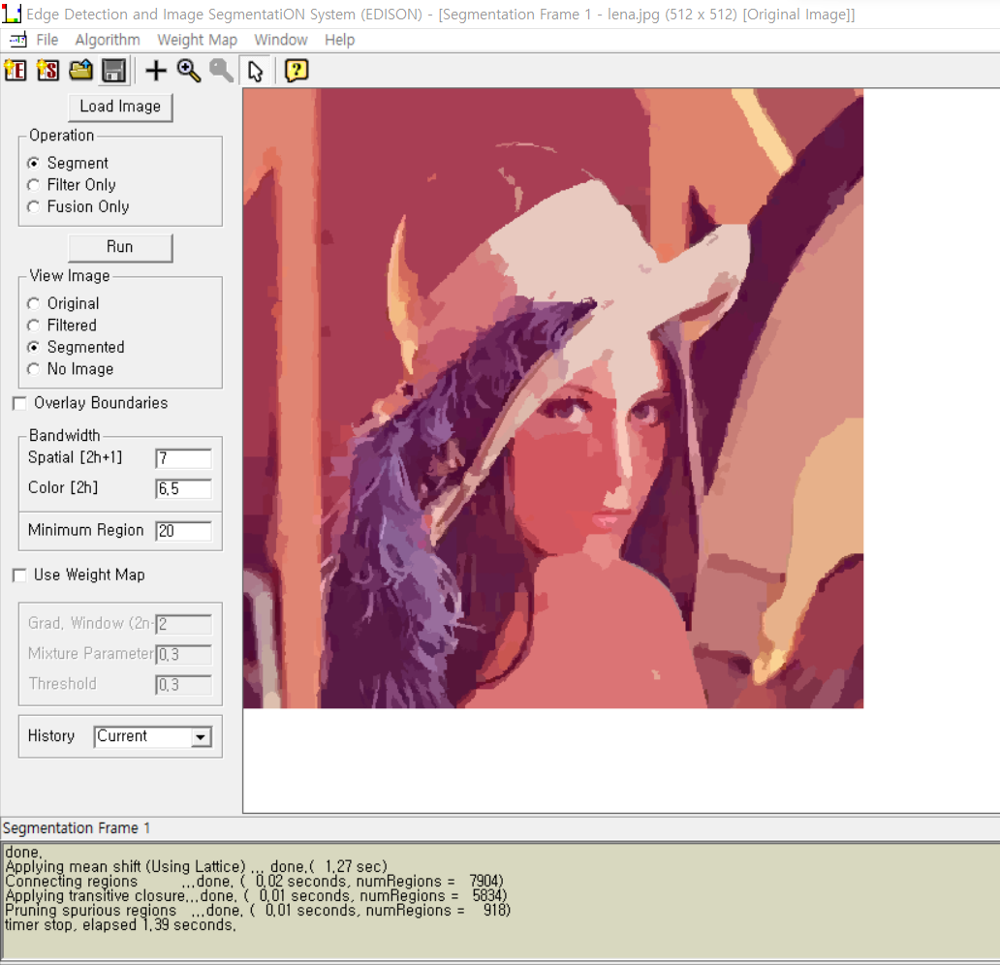 Edge Detection and Image SegmentatiON System (EDISON) - [Segmentation Frame 1 - lena.jpg (512 x 512) [Original Image]]
File Algorithm Weight Map Window Help
Load Image
Operation
Segment
Filter Only
Fusion Only
Run
View Image
Original
Filtered
Segmented
No Image
Overlay Boundaries
Bandwidth
Spatial [2h+1] 7
Color [2h] 6.5
Minimum Region 20
Use Weight Map
Grad. Window (2n- 2
Mixture Parameter 0.3
Threshold 0.3
History Current
Segmentation Frame 1
done.
Applying mean shift (Using Lattice) ... done.( 1.27 sec)
Connecting regions ...done. ( 0.02 seconds, numRegions = 7904)
Applying transitive closure...done. ( 0.01 seconds, numRegions = 5834)
Pruning spurious regions ...done. ( 0.01 seconds, numRegions = 918)
timer stop, elapsed 1.39 seconds.